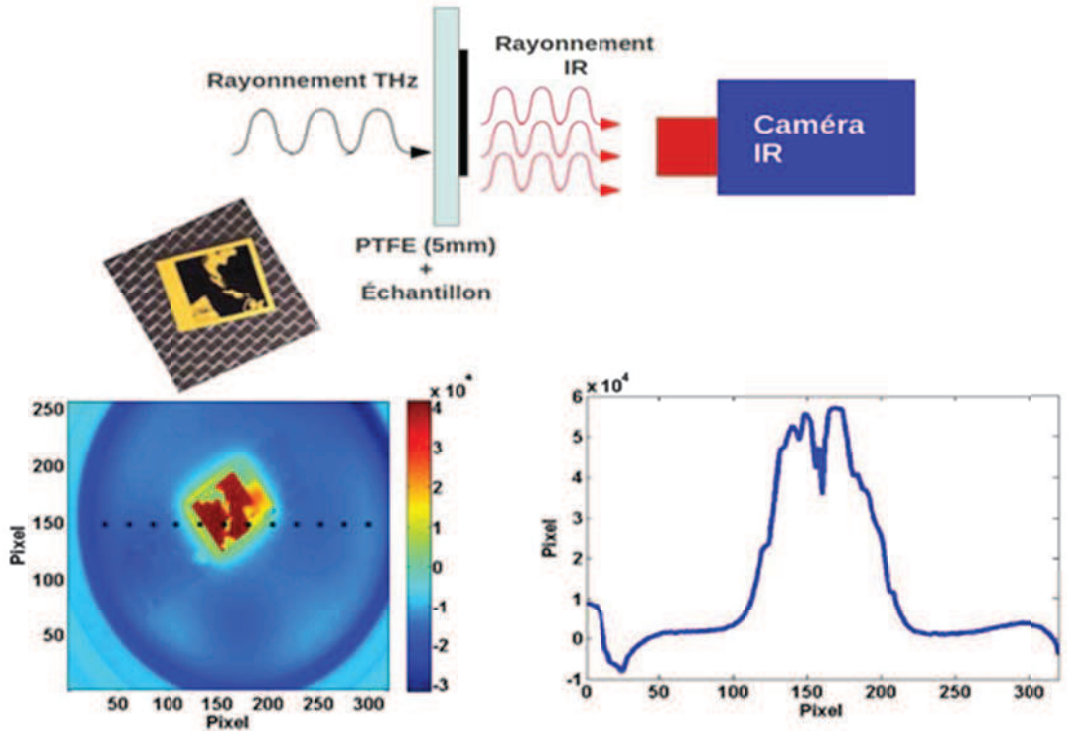 Rayonnement THz
Rayonnement
IR
Caméra
IR
PTFE (5mm)
+
Échantillon
x 10⁴
250
200
150
100
50
Pixel
50 100 150 200 250 300
Pixel
4
3
2
1
0
-1
-2
-3
x 10⁴
6
5
4
3
2
1
0
-1
Pixel
0 50 100 150 200 250 300
Pixel